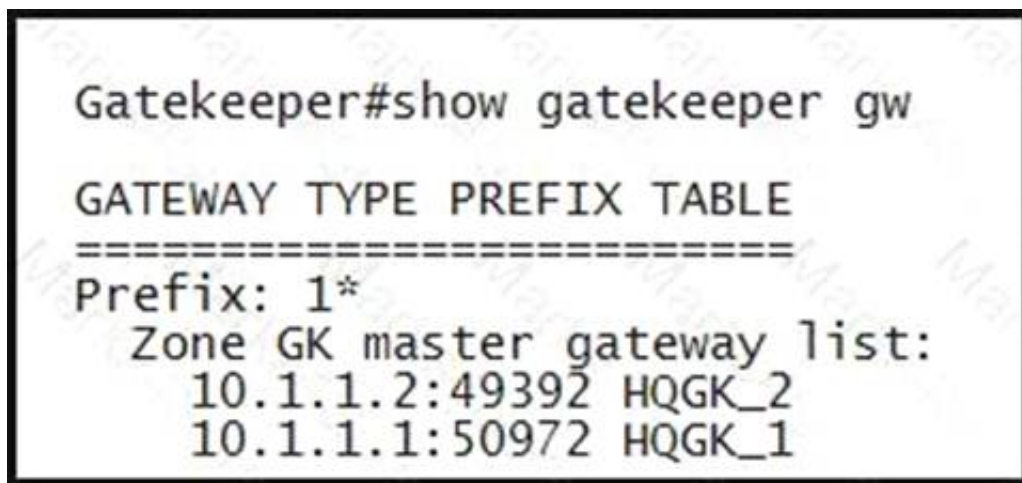 Gatekeeper#show gatekeeper gw
GATEWAY TYPE PREFIX TABLE
=========================
Prefix: 1*
Zone GK master gateway list:
10.1.1.2:49392 HQGK_2
10.1.1.1:50972 HQGK_1